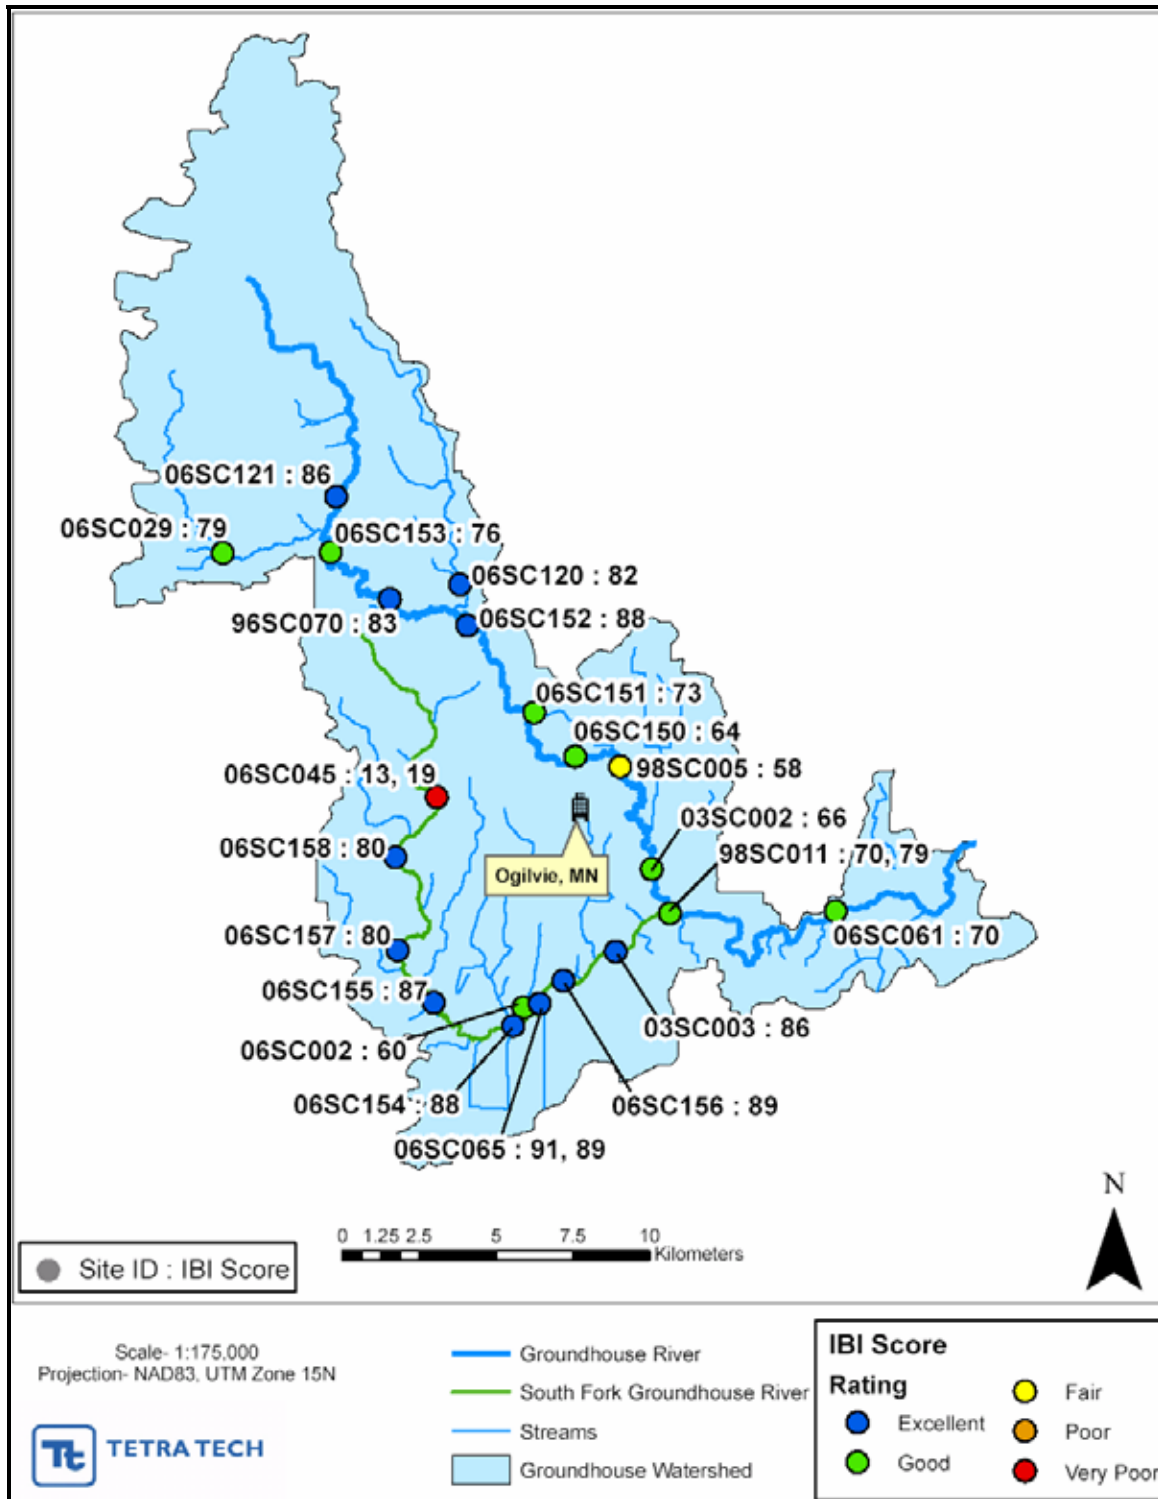 06SC121 : 86
06SC029 : 79
06SC153 : 76
06SC120 : 82
96SC070 : 83
06SC152 : 88
06SC151 : 73
06SC150 : 64
98SC005 : 58
06SC045 : 13, 19
03SC002 : 66
06SC158 : 80
98SC011 : 70, 79
Ogilvie, MN
06SC157 : 80
06SC061 : 70
06SC155 : 87
03SC003 : 86
06SC002 : 60
06SC154 : 88
06SC156 : 89
06SC065 : 91, 89
N
0 1.25 2.5 5 7.5 10
Kilometers
Site ID : IBI Score
Scale- 1:175,000
Projection- NAD83, UTM Zone 15N
Tt TETRA TECH
Groundhouse River
South Fork Groundhouse River
Streams
Groundhouse Watershed
IBI Score
Rating
Excellent
Good
Fair
Poor
Very Poor